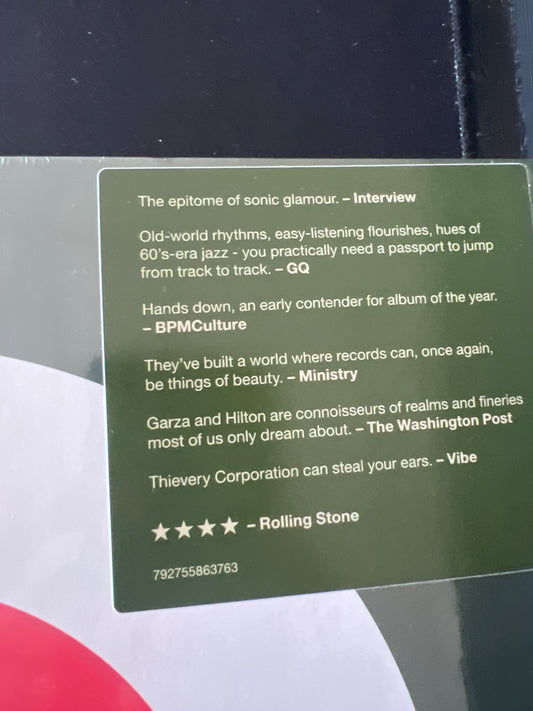 The epitome of sonic glamour. – Interview
Old-world rhythms, easy-listening flourishes, hues of
60's-era jazz - you practically need a passport to jump
from track to track. – GQ
Hands down, an early contender for album of the year.
– BPMCulture
They've built a world where records can, once again,
be things of beauty. – Ministry
Garza and Hilton are connoisseurs of realms and fineries
most of us only dream about. – The Washington Post
Thievery Corporation can steal your ears. – Vibe
★★★★ – Rolling Stone
792755863763